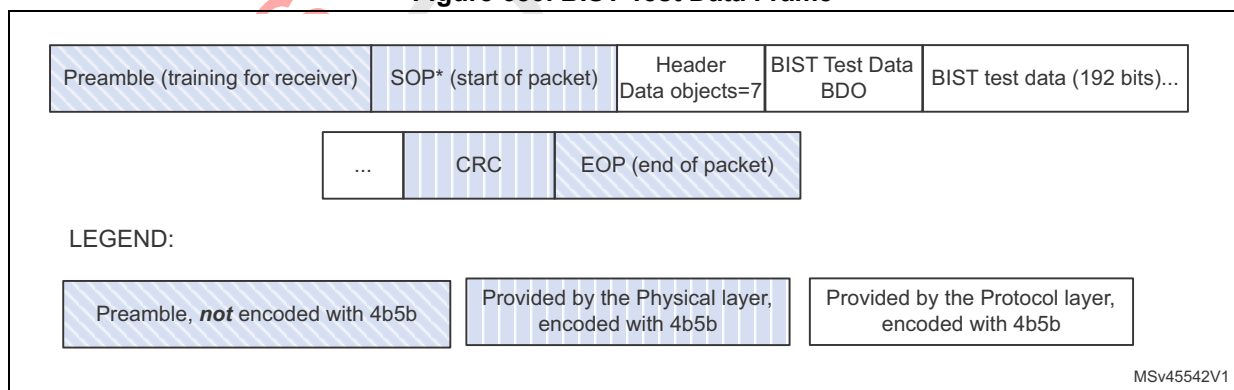 Preamble (training for receiver)
SOP* (start of packet)
Header
Data objects=7
BIST Test Data
BDO
BIST test data (192 bits)...
...
CRC
EOP (end of packet)
LEGEND:
Preamble, not encoded with 4b5b
Provided by the Physical layer,
encoded with 4b5b
Provided by the Protocol layer,
encoded with 4b5b
MSv45542V1